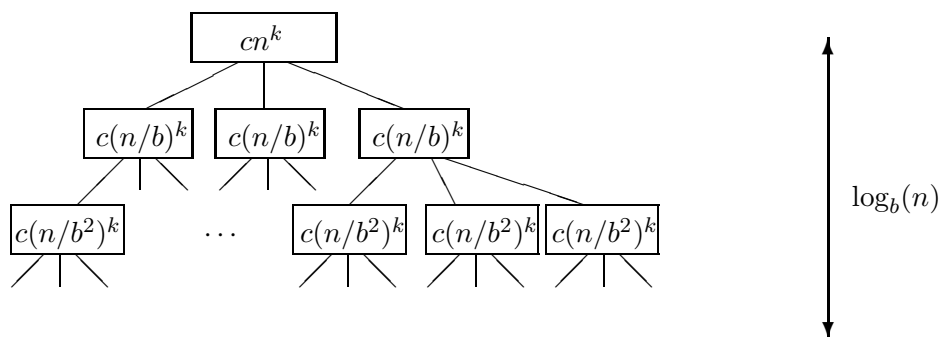 cn^k
c(n/b)^k c(n/b)^k c(n/b)^k
log_b(n)
c(n/b^2)^k ... c(n/b^2)^k c(n/b^2)^k c(n/b^2)^k